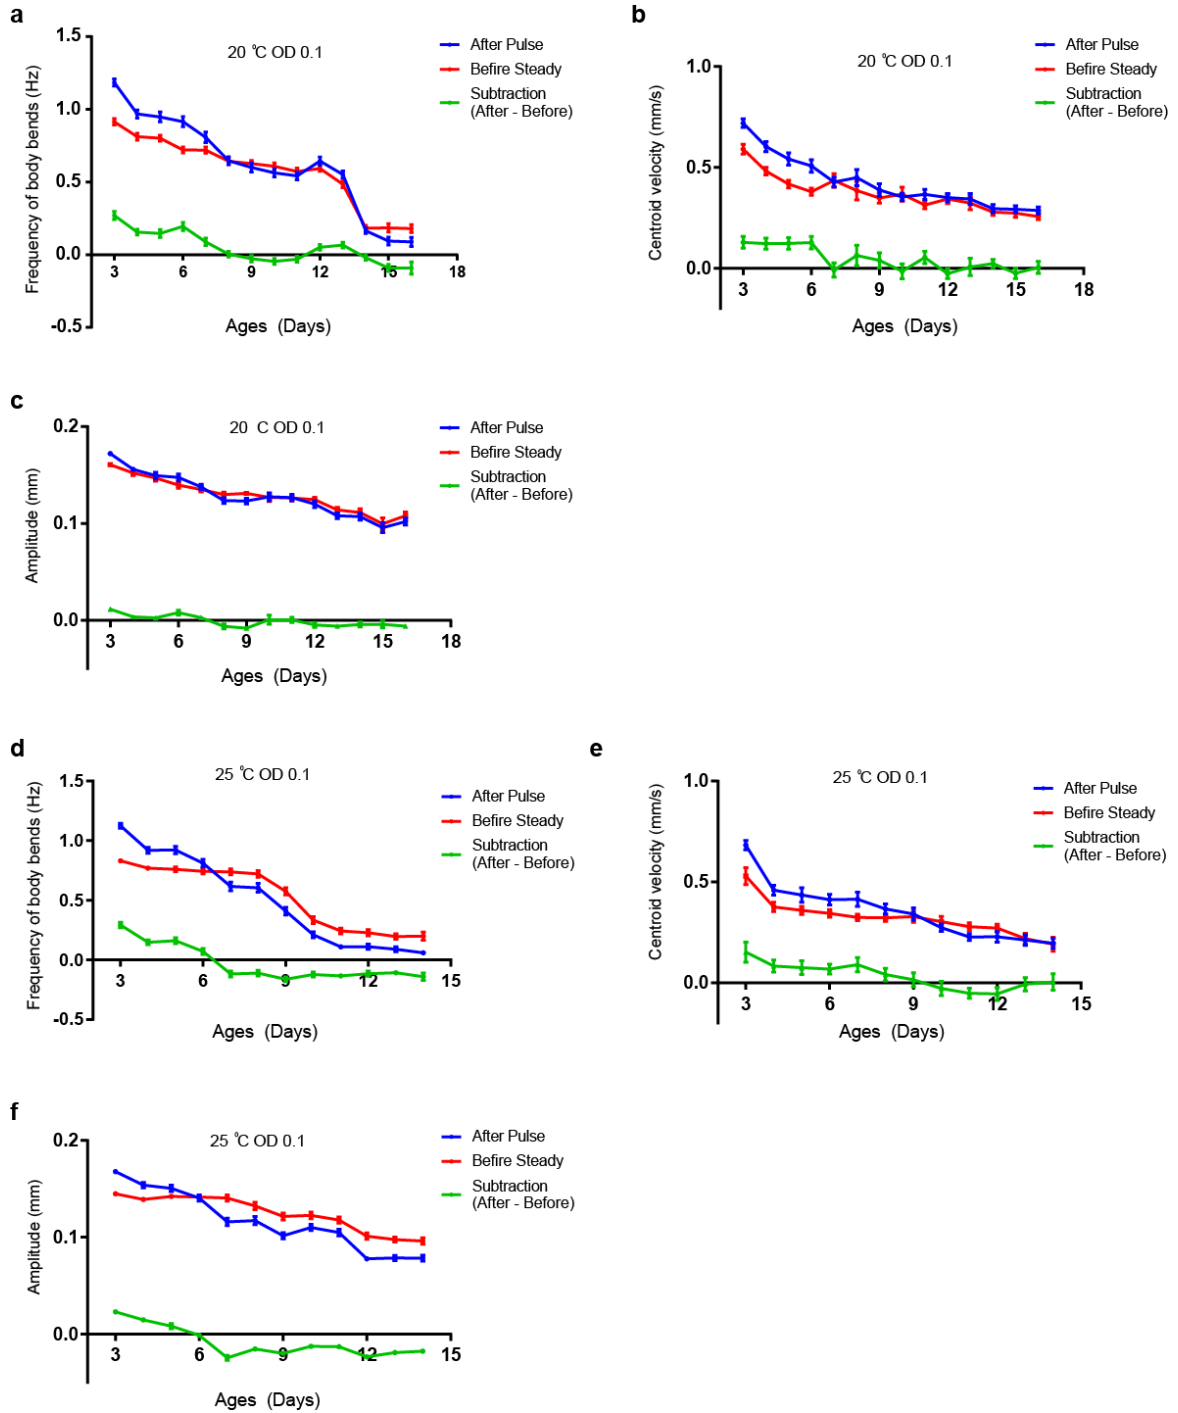 a
20 ℃ OD 0.1
After Pulse
Befire Steady
Subtraction
(After - Before)
Frequency of body bends (Hz)
1.5
1.0
0.5
0.0
-0.5
3 6 9 12 15 18
Ages (Days)
b
20 ℃ OD 0.1
After Pulse
Befire Steady
Subtraction
(After - Before)
Centroid velocity (mm/s)
1.0
0.5
0.0
3 6 9 12 15 18
Ages (Days)
c
20 C OD 0.1
After Pulse
Befire Steady
Subtraction
(After - Before)
Amplitude (mm)
0.2
0.1
0.0
3 6 9 12 15 18
Ages (Days)
d
25 ℃ OD 0.1
After Pulse
Befire Steady
Subtraction
(After - Before)
Frequency of body bends (Hz)
1.5
1.0
0.5
0.0
-0.5
3 6 9 12 15
Ages (Days)
e
25 ℃ OD 0.1
After Pulse
Befire Steady
Subtraction
(After - Before)
Centroid velocity (mm/s)
1.0
0.5
0.0
3 6 9 12 15
Ages (Days)
f
25 ℃ OD 0.1
After Pulse
Befire Steady
Subtraction
(After - Before)
Amplitude (mm)
0.2
0.1
0.0
3 6 9 12 15
Ages (Days)